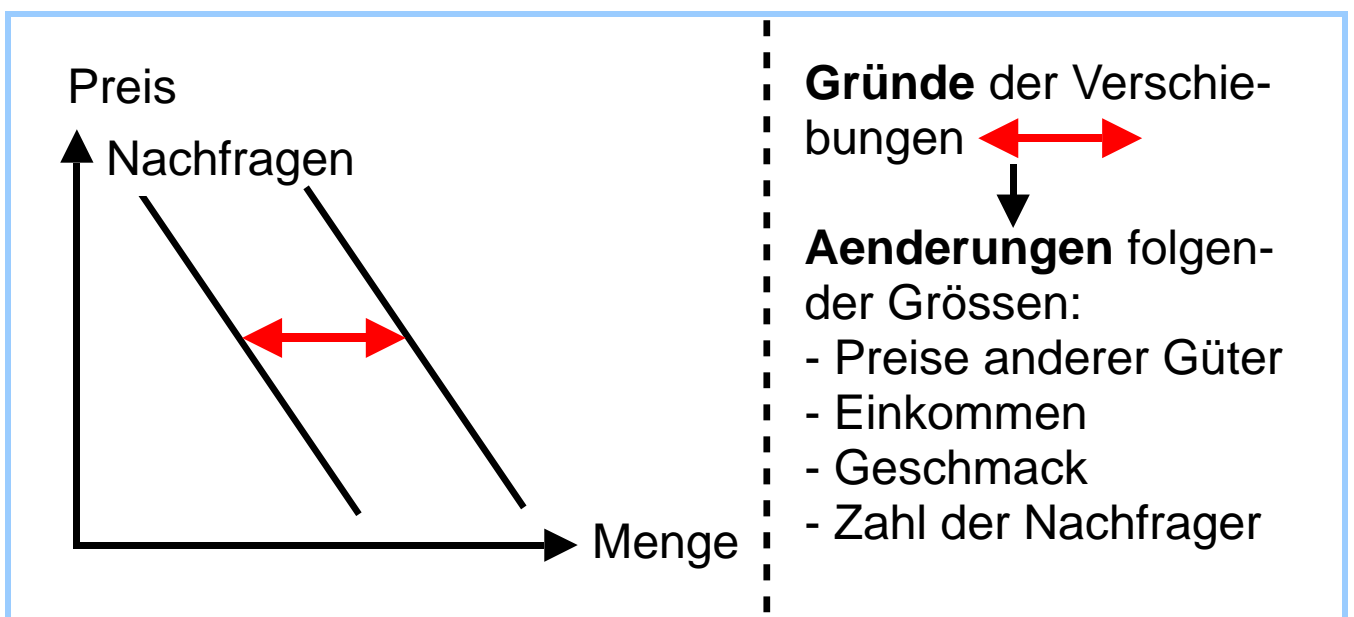 Preis
Nachfragen
Menge
Gründe der Verschie-
bungen
Aenderungen folgen-
der Grössen:
- Preise anderer Güter
- Einkommen
- Geschmack
- Zahl der Nachfrager